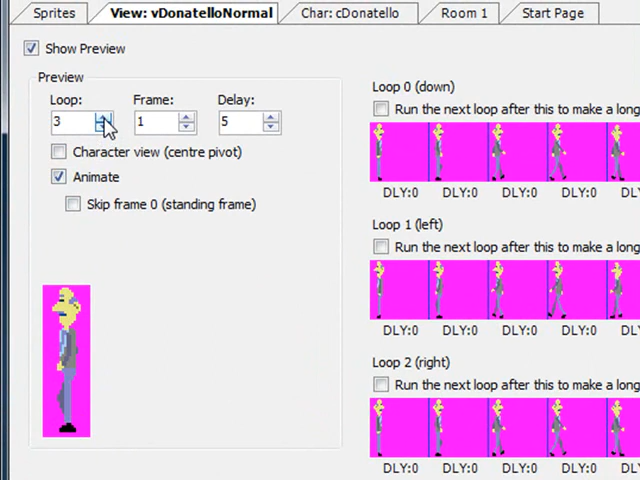 Sprites
View: vDonatelloNormal
Char: cDonatello
Room 1
Start Page
Show Preview
Preview
Loop:
Frame:
Delay:
3
1
5
Character view (centre pivot)
Animate
Skip frame 0 (standing frame)
Loop 0 (down)
Run the next loop after this to make a long
DLY:0 DLY:0 DLY:0 DLY:0 DLY:0
Loop 1 (left)
Run the next loop after this to make a long
DLY:0 DLY:0 DLY:0 DLY:0 DLY:0
Loop 2 (right)
Run the next loop after this to make a long
DLY:0 DLY:0 DLY:0 DLY:0 DLY:0